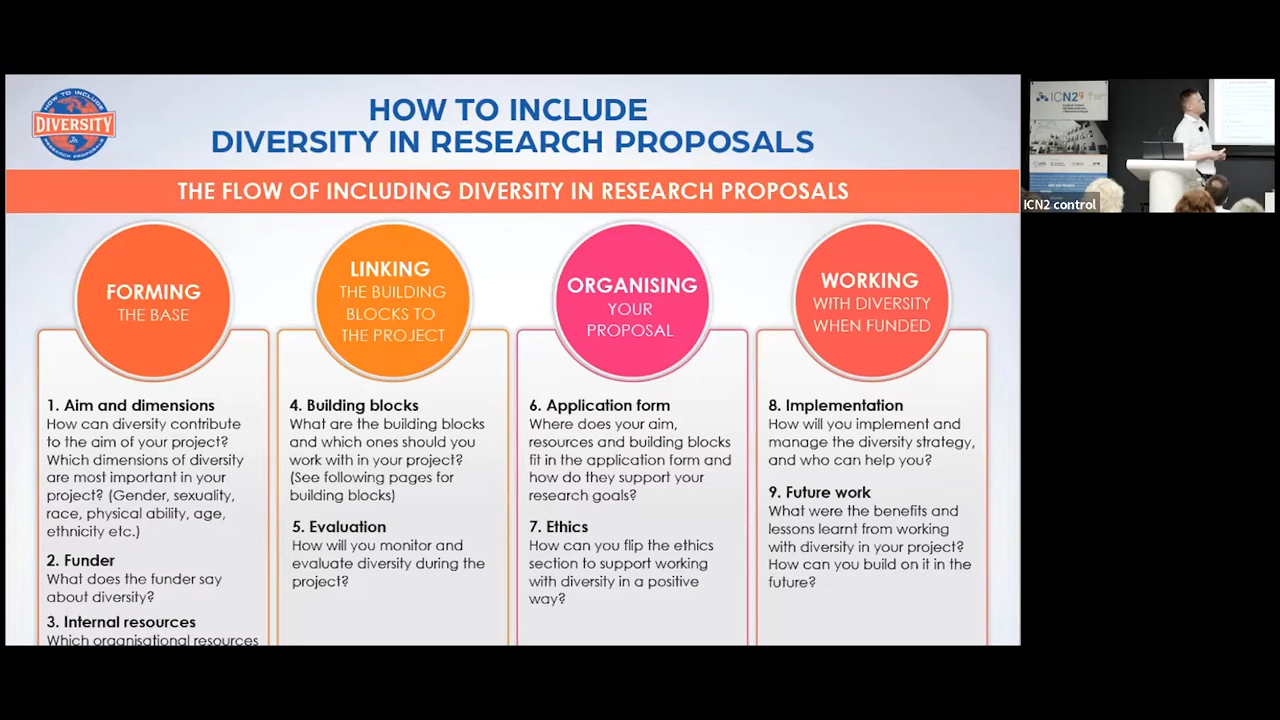 HOW TO INCLUDE
DIVERSITY
In
RESEARCH PROPOSALS
HOW TO INCLUDE
DIVERSITY IN RESEARCH PROPOSALS
THE FLOW OF INCLUDING DIVERSITY IN RESEARCH PROPOSALS
FORMING
THE BASE
1. Aim and dimensions
How can diversity contribute
to the aim of your project?
Which dimensions of diversity
are most important in your
project? (Gender, sexuality,
race, physical ability, age,
ethnicity etc.)
2. Funder
What does the funder say
about diversity?
3. Internal resources
Which organisational resources
LINKING
THE BUILDING
BLOCKS TO
THE PROJECT
4. Building blocks
What are the building blocks
and which ones should you
work with in your project?
(See following pages for
building blocks)
5. Evaluation
How will you monitor and
evaluate diversity during the
project?
ORGANISING
YOUR
PROPOSAL
6. Application form
Where does your aim,
resources and building blocks
fit in the application form and
how do they support your
research goals?
7. Ethics
How can you flip the ethics
section to support working
with diversity in a positive
way?
WORKING
WITH DIVERSITY
WHEN FUNDED
8. Implementation
How will you implement and
manage the diversity strategy,
and who can help you?
9. Future work
What were the benefits and
lessons learnt from working
with diversity in your project?
How can you build on it in the
future?
ICN2
ICN2 control